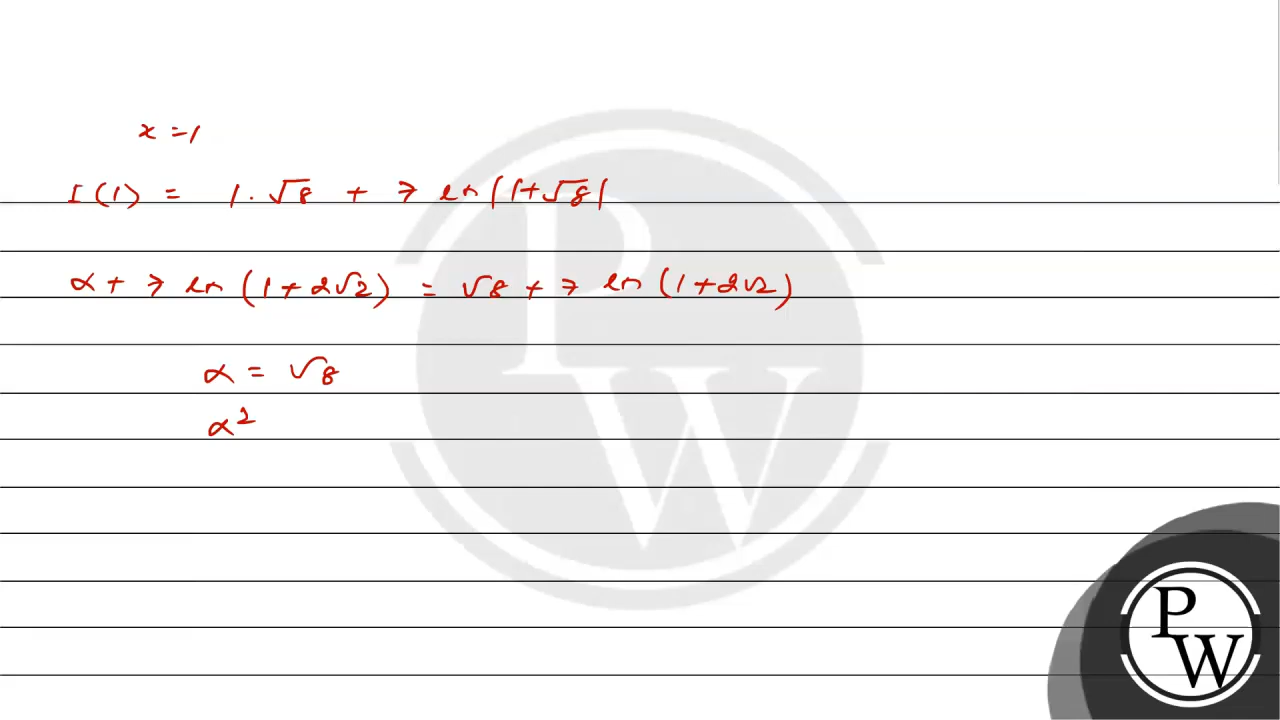 x = 1
I(1) = 1·√8 + 7 ln|1+√8|
α + 7 ln(1+2√2) = √8 + 7 ln(1+2√2)
α = √8
α²
P
W
P
W